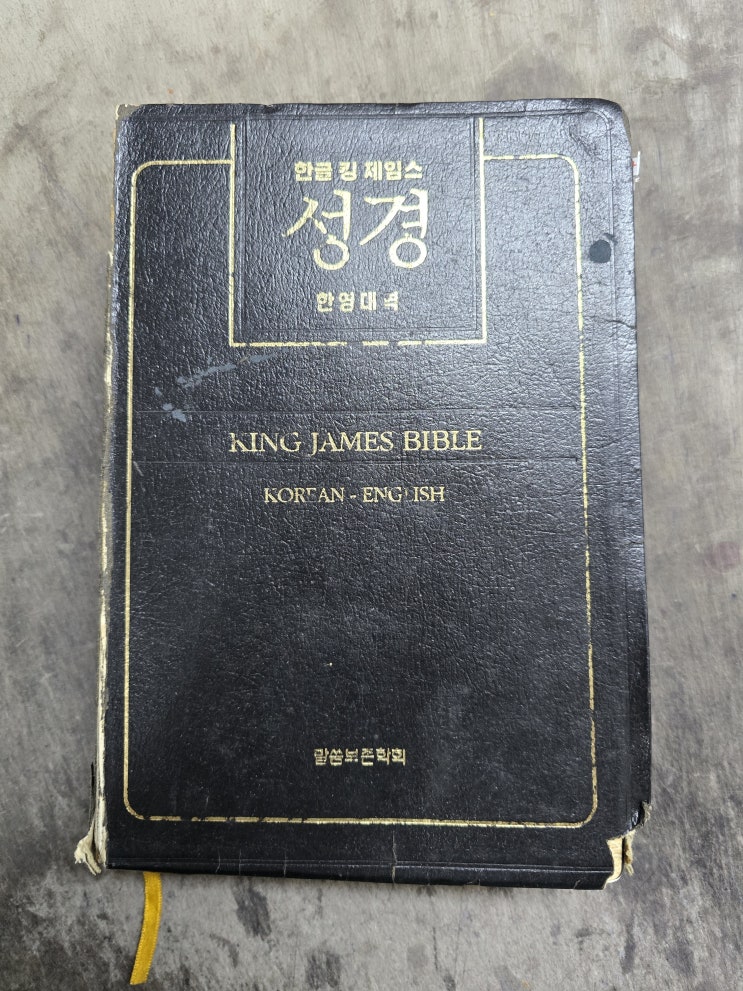 한글 킹 제임스
성경
한영대역
KING JAMES BIBLE
KOREAN - ENGLISH
말씀보존학회